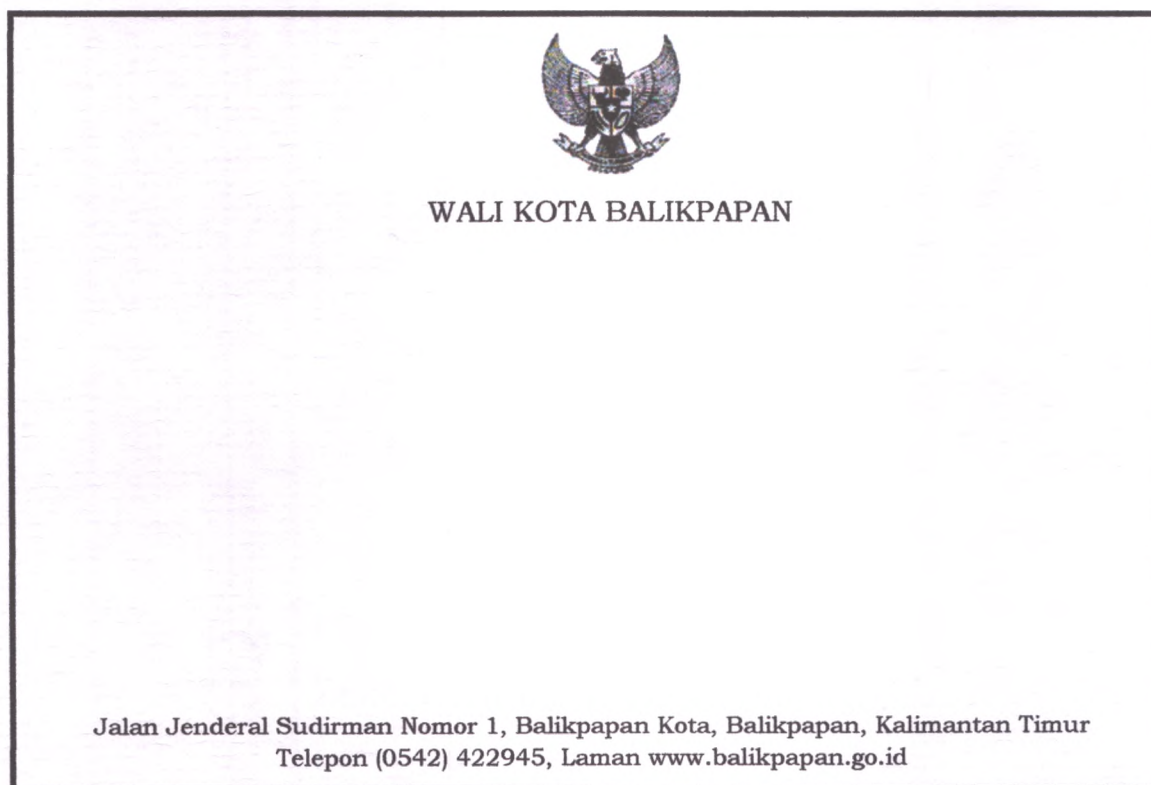 WALI KOTA BALIKPAPAN
Jalan Jenderal Sudirman Nomor 1, Balikpapan Kota, Balikpapan, Kalimantan Timur
Telepon (0542) 422945, Laman www.balikpapan.go.id